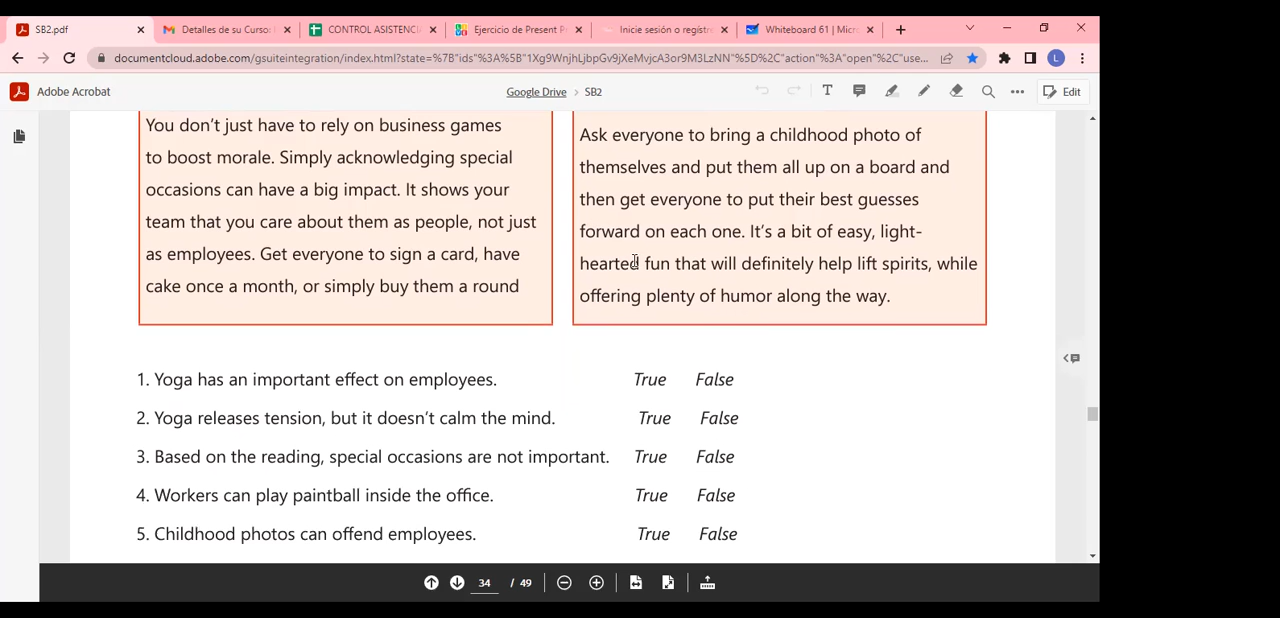 SB2.pdf
Detalles de su Curso:
CONTROL ASISTENCI
Ejercicio de Present P
Inicie sesión o registre
Whiteboard 61 | Micr
documentcloud.adobe.com/gsuiteintegration/index.html?state=%7B"ids"%3A%5B"1Xg9WnjhLjbpGv9jXeMvjcA3or9M3LzNN"%5D%2C"action"%3A"open"%2C"use...
L
Adobe Acrobat
Google Drive > SB2
Edit
You don't just have to rely on business games
to boost morale. Simply acknowledging special
occasions can have a big impact. It shows your
team that you care about them as people, not just
as employees. Get everyone to sign a card, have
cake once a month, or simply buy them a round
Ask everyone to bring a childhood photo of
themselves and put them all up on a board and
then get everyone to put their best guesses
forward on each one. It's a bit of easy, light-
hearted fun that will definitely help lift spirits, while
offering plenty of humor along the way.
1. Yoga has an important effect on employees. True False
2. Yoga releases tension, but it doesn't calm the mind. True False
3. Based on the reading, special occasions are not important. True False
4. Workers can play paintball inside the office. True False
5. Childhood photos can offend employees. True False
34 / 49